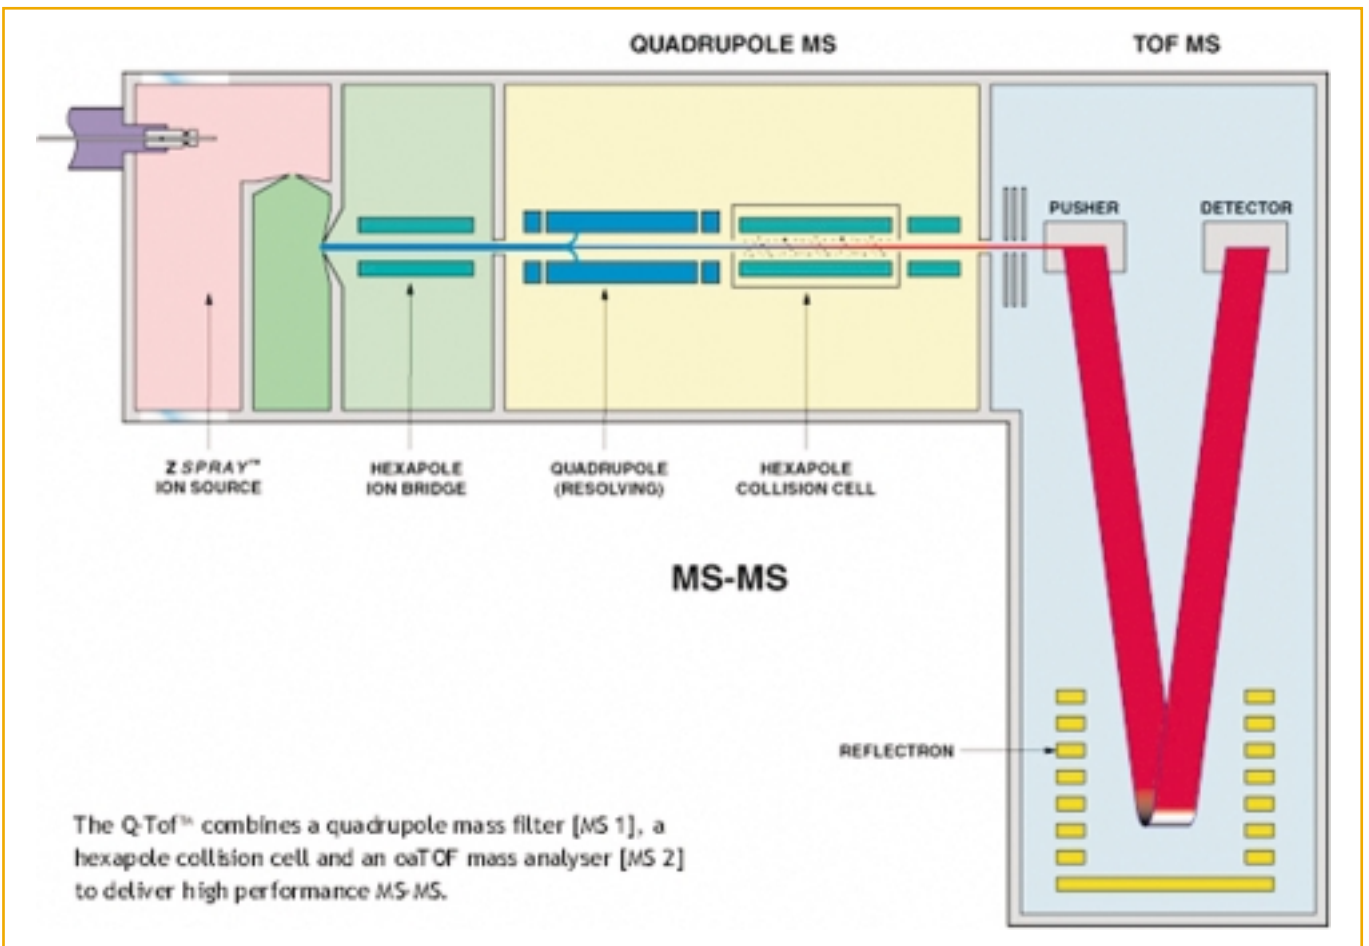 QUADRUPOLE MS
TOF MS
PUSHER
DETECTOR
Z SPRAY™
ION SOURCE
HEXAPOLE
ION BRIDGE
QUADRUPOLE
(RESOLVING)
HEXAPOLE
COLLISION CELL
MS-MS
REFLECTRON
The Q-Tof™ combines a quadrupole mass filter [MS 1], a
hexapole collision cell and an oaTOF mass analyser [MS 2]
to deliver high performance MS-MS.